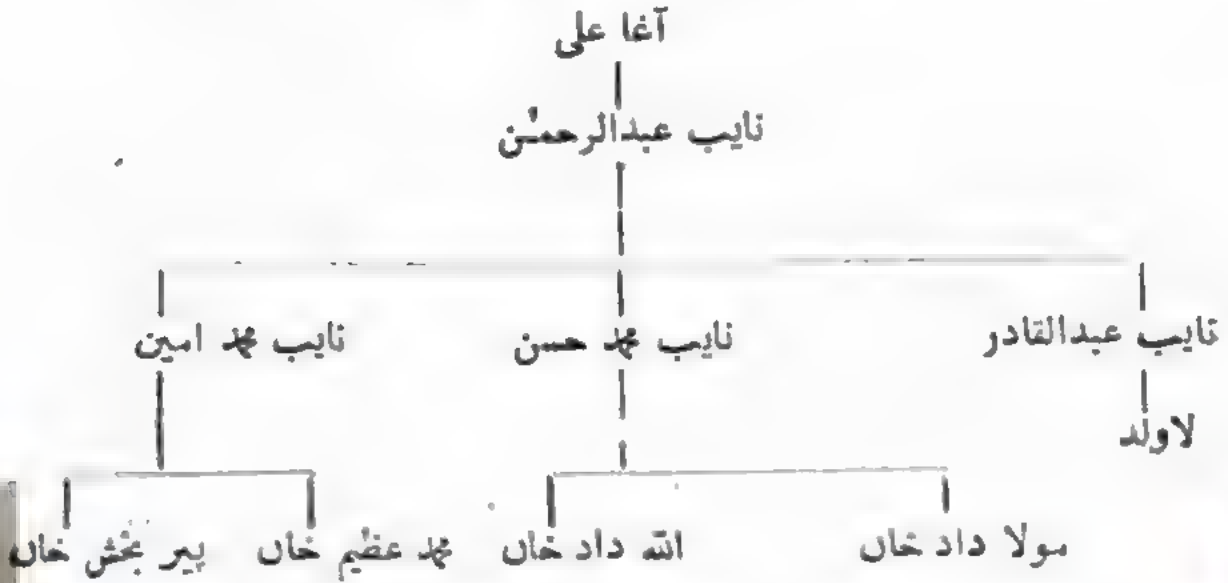 آغا علی
نایب عبدالرحمٰن
نایب عبدالقادر نایب محمد حسن نایب محمد امین
لاولد
مولا داد خاں اللہ داد خاں محمد عظیم خاں پیر بخش خاں